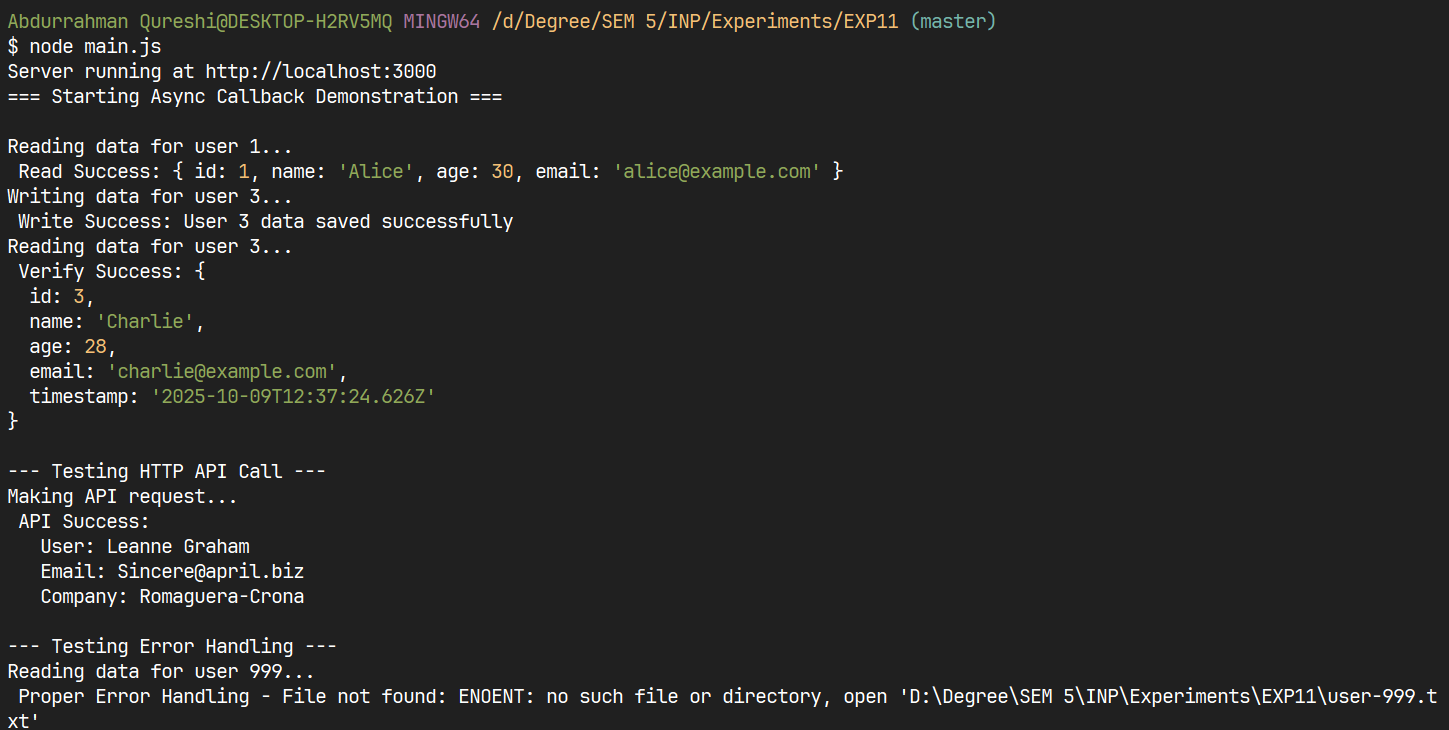 Abdurrahman Qureshi@DESKTOP-H2RV5MQ MINGW64 /d/Degree/SEM 5/INP/Experiments/EXP11 (master)
$ node main.js
Server running at http://localhost:3000
=== Starting Async Callback Demonstration ===

Reading data for user 1...
 Read Success: { id: 1, name: 'Alice', age: 30, email: 'alice@example.com' }
Writing data for user 3...
 Write Success: User 3 data saved successfully
Reading data for user 3...
 Verify Success: {
  id: 3,
  name: 'Charlie',
  age: 28,
  email: 'charlie@example.com',
  timestamp: '2025-10-09T12:37:24.626Z'
}

--- Testing HTTP API Call ---
Making API request...
 API Success:
   User: Leanne Graham
   Email: Sincere@april.biz
   Company: Romaguera-Crona

--- Testing Error Handling ---
Reading data for user 999...
 Proper Error Handling - File not found: ENOENT: no such file or directory, open 'D:\Degree\SEM 5\INP\Experiments\EXP11\user-999.t
xt'